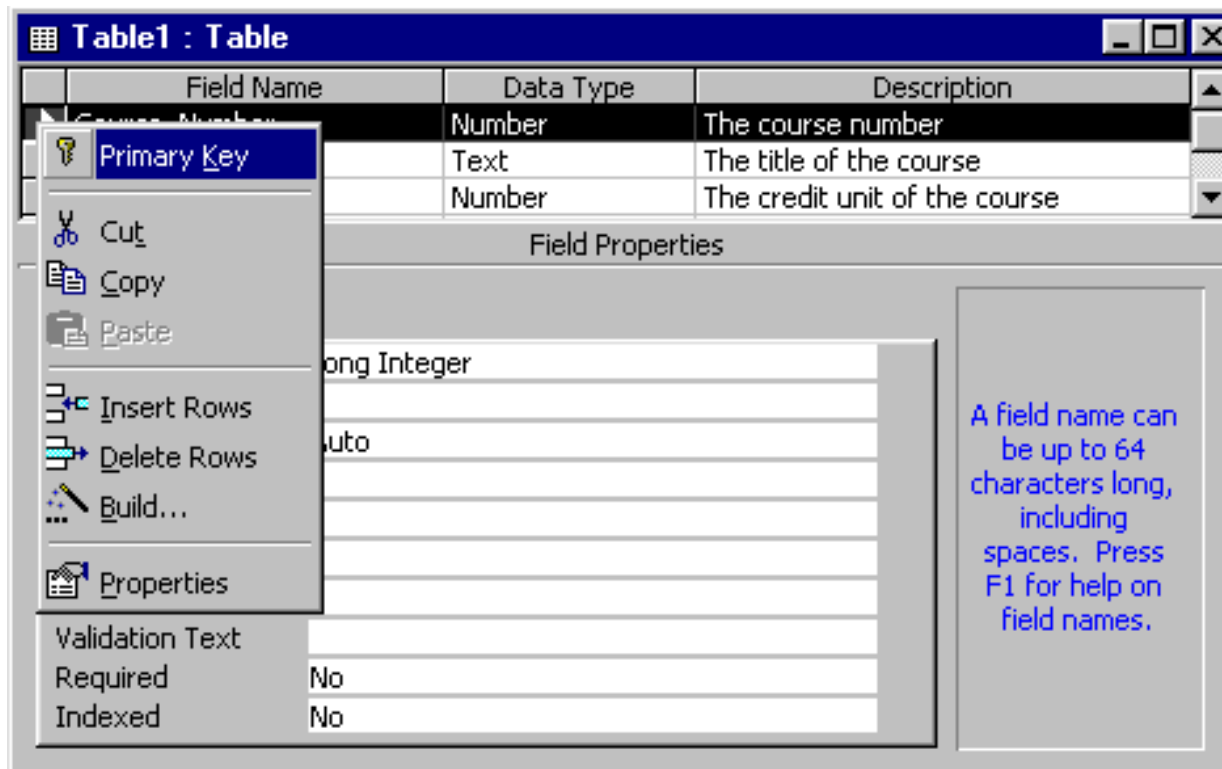 Table1 : Table
Field Name Data Type Description
Number The course number
Primary Key
Text The title of the course
Number The credit unit of the course
Cut
Field Properties
Copy
Paste
ong Integer
Insert Rows
Auto
Delete Rows
Build...
Properties
Validation Text
Required No
Indexed No
A field name can
be up to 64
characters long,
including
spaces. Press
F1 for help on
field names.